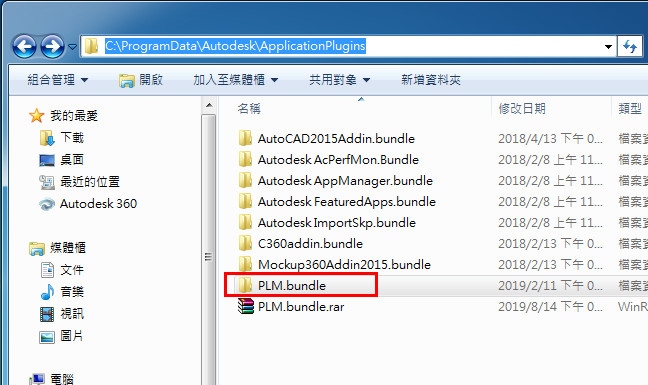 C:\ProgramData\Autodesk\ApplicationPlugins
組合管理 開啟 加入至媒體櫃 共用對象 新增資料夾
我的最愛
下載
桌面
最近的位置
Autodesk 360
媒體櫃
文件
音樂
視訊
圖片
電腦
名稱 修改日期 類型
AutoCAD2015Addin.bundle 2018/4/13 下午 0... 檔案
Autodesk AcPerfMon.Bundle 2018/2/8 上午 11... 檔案
Autodesk AppManager.bundle 2018/2/8 上午 11... 檔案
Autodesk FeaturedApps.bundle 2018/2/8 上午 11... 檔案
Autodesk ImportSkp.bundle 2018/2/8 上午 11... 檔案
C360addin.bundle 2018/2/13 下午 0... 檔案
Mockup360Addin2015.bundle 2018/2/13 下午 0... 檔案
PLM.bundle 2019/2/11 下午 0... 檔案
PLM.bundle.rar 2019/8/14 下午 0... WinR